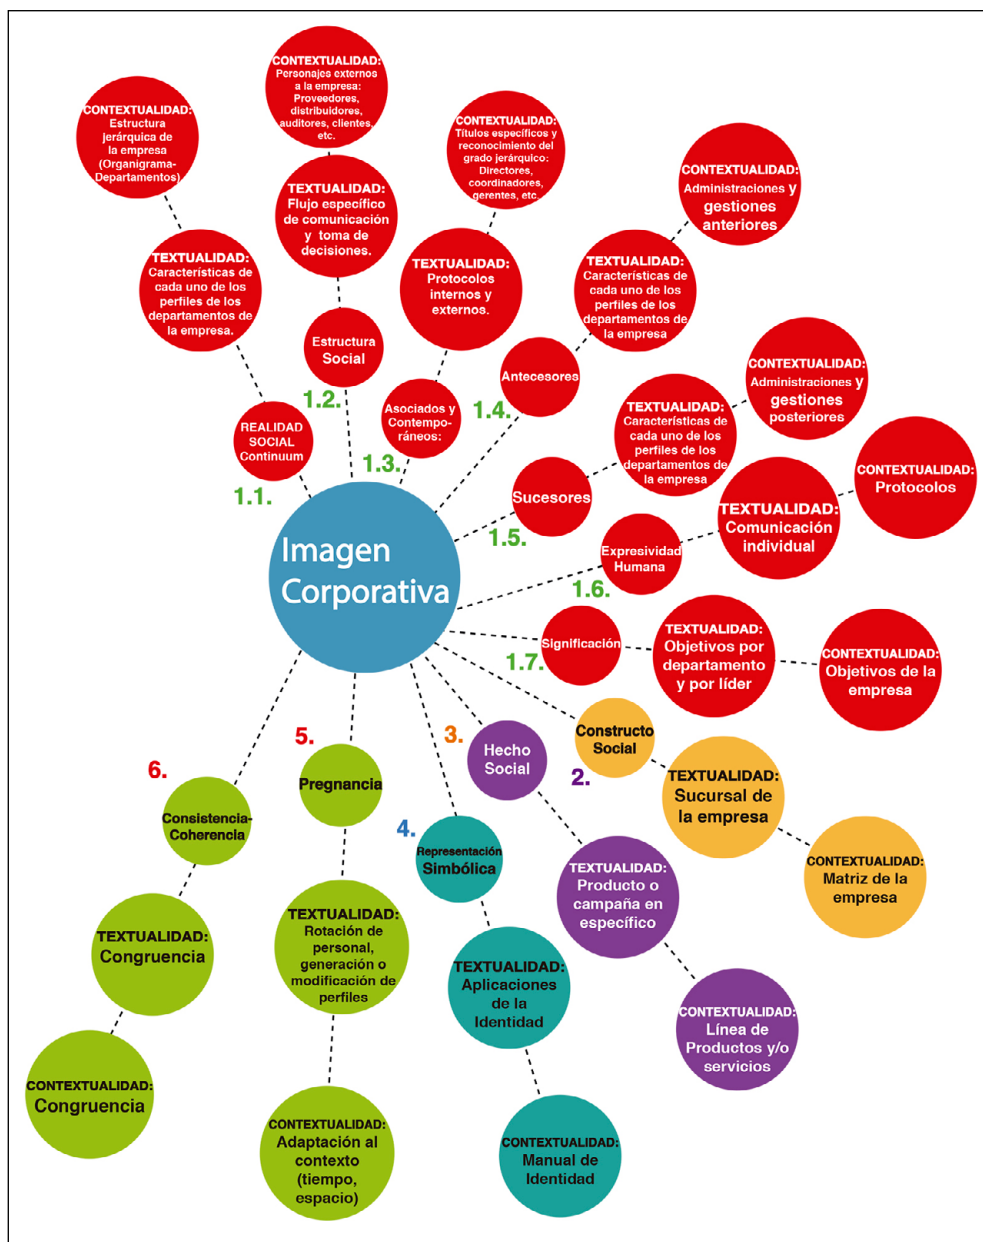 CONTEXTUALIDAD:
Estructura
jerárquica de
la empresa
(Organigrama-
Departamentos)
TEXTUALIDAD:
Características de
cada uno de los
perfiles de los
departamentos de
la empresa.
REALIDAD
SOCIAL
Continuum
1.1.
CONTEXTUALIDAD:
Personajes externos
a la empresa:
Proveedores,
distribuidores,
auditores, clientes,
etc.
TEXTUALIDAD:
Flujo específico
de comunicación
y toma de
decisiones.
Estructura
Social
1.2.
CONTEXTUALIDAD:
Títulos específicos y
reconocimiento del
grado jerárquico:
Directores,
coordinadores,
gerentes, etc.
TEXTUALIDAD:
Protocolos
internos y
externos.
Asociados y
Contempo-
ráneos:
1.3.
CONTEXTUALIDAD:
Administraciones y
gestiones
anteriores
TEXTUALIDAD:
Características de
cada uno de los
perfiles de los
departamentos de
la empresa
Antecesores
1.4.
CONTEXTUALIDAD:
Administraciones y
gestiones
posteriores
TEXTUALIDAD:
Características de
cada uno de los
perfiles de los
departamentos de
la empresa
Sucesores
1.5.
CONTEXTUALIDAD:
Protocolos
TEXTUALIDAD:
Comunicación
individual
Expresividad
Humana
1.6.
Imagen
Corporativa
Significación
1.7.
TEXTUALIDAD:
Objetivos por
departamento
y por líder
CONTEXTUALIDAD:
Objetivos de la
empresa
Constructo
Social
2.
TEXTUALIDAD:
Sucursal de
la empresa
CONTEXTUALIDAD:
Matriz de la
empresa
3.
Hecho
Social
TEXTUALIDAD:
Producto o
campaña en
específico
CONTEXTUALIDAD:
Línea de
Productos y/o
servicios
4.
Representación
Simbólica
TEXTUALIDAD:
Aplicaciones
de la
Identidad
CONTEXTUALIDAD:
Manual de
Identidad
5.
Pregnancia
TEXTUALIDAD:
Rotación de
personal,
generación o
modificación de
perfiles
CONTEXTUALIDAD:
Adaptación al
contexto
(tiempo,
espacio)
6.
Consistencia-
Coherencia
TEXTUALIDAD:
Congruencia
CONTEXTUALIDAD:
Congruencia